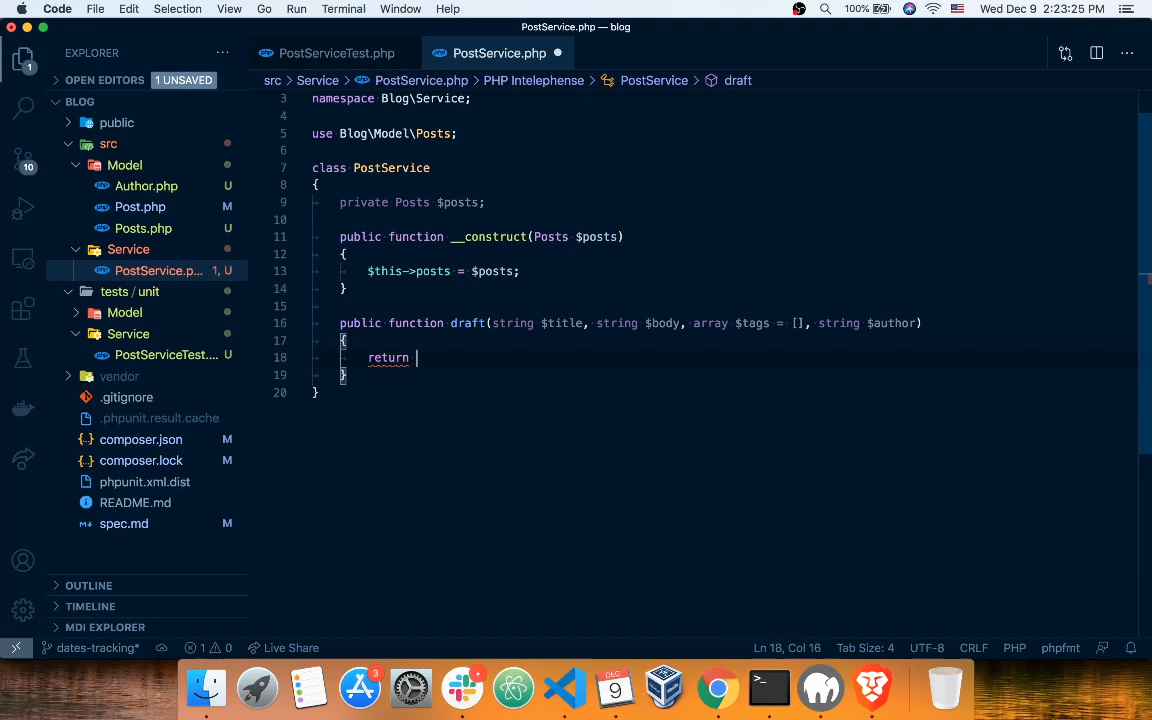 Code File Edit Selection View Go Run Terminal Window Help 100% Wed Dec 9 2:23:25 PM
PostService.php — blog
EXPLORER
PostServiceTest.php PostService.php
OPEN EDITORS 1 UNSAVED
src > Service > PostService.php > PHP Intelephense > PostService > draft
BLOG
public
src
Model
Author.php U
Post.php M
Posts.php U
Service
PostService.p... 1, U
tests / unit
Model
Service
PostServiceTest.... U
vendor
.gitignore
.phpunit.result.cache
composer.json M
composer.lock M
phpunit.xml.dist
README.md
spec.md M
OUTLINE
TIMELINE
MDI EXPLORER
1
10
3 namespace Blog\Service;
4
5 use Blog\Model\Posts;
6
7 class PostService
8 {
9 private Posts $posts;
10
11 public function __construct(Posts $posts)
12 {
13 $this->posts = $posts;
14 }
15
16 public function draft(string $title, string $body, array $tags = [], string $author)
17 {
18 return
19 }
20 }
dates-tracking* 1 0 Live Share Ln 18, Col 16 Tab Size: 4 UTF-8 CRLF PHP phpfmt
3
DEC
9